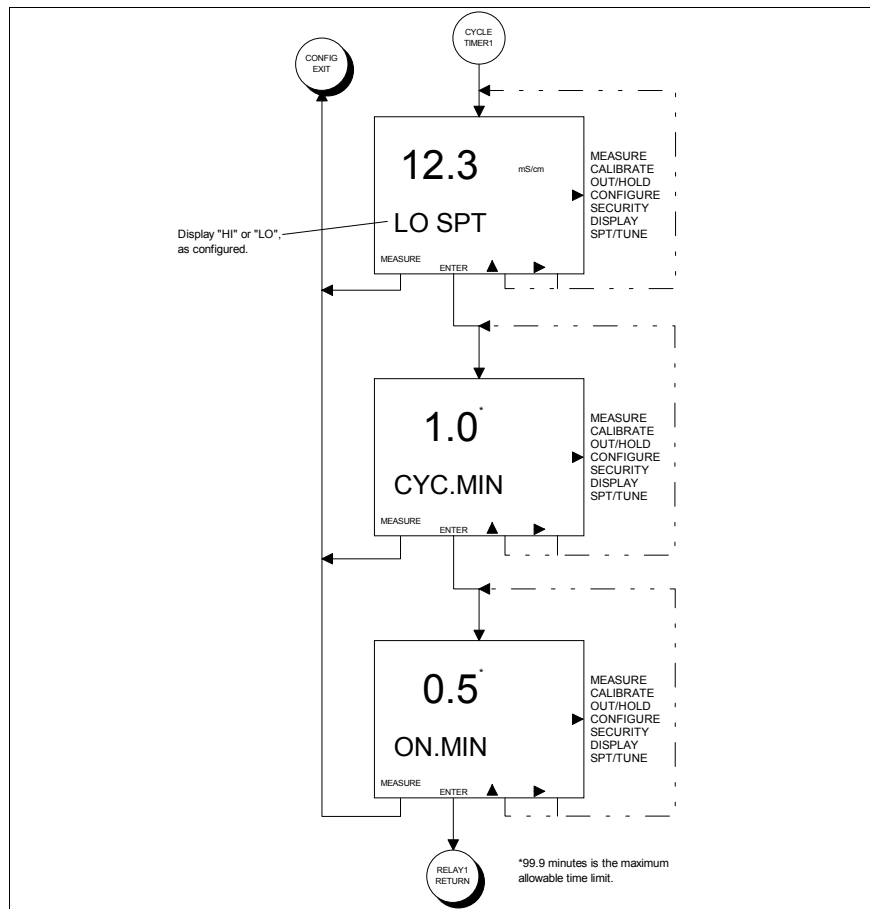 CYCLE
TIMER1
CONFIG
EXIT
12.3
mS/cm
LO SPT
MEASURE
ENTER
MEASURE
CALIBRATE
OUT/HOLD
CONFIGURE
SECURITY
DISPLAY
SPT/TUNE
Display "HI" or "LO",
as configured.
1.0*
CYC.MIN
MEASURE
ENTER
MEASURE
CALIBRATE
OUT/HOLD
CONFIGURE
SECURITY
DISPLAY
SPT/TUNE
0.5*
ON.MIN
MEASURE
ENTER
MEASURE
CALIBRATE
OUT/HOLD
CONFIGURE
SECURITY
DISPLAY
SPT/TUNE
RELAY1
RETURN
*99.9 minutes is the maximum
allowable time limit.